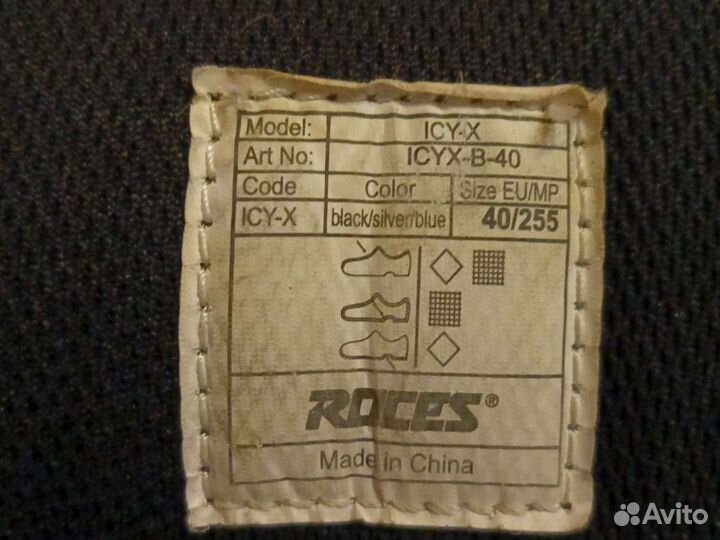 Model: ICY-X
Art No: ICYX-B-40
Code Color Size EU/MP
ICY-X black/silver/blue 40/255
ROCES®
Made in China
Avito